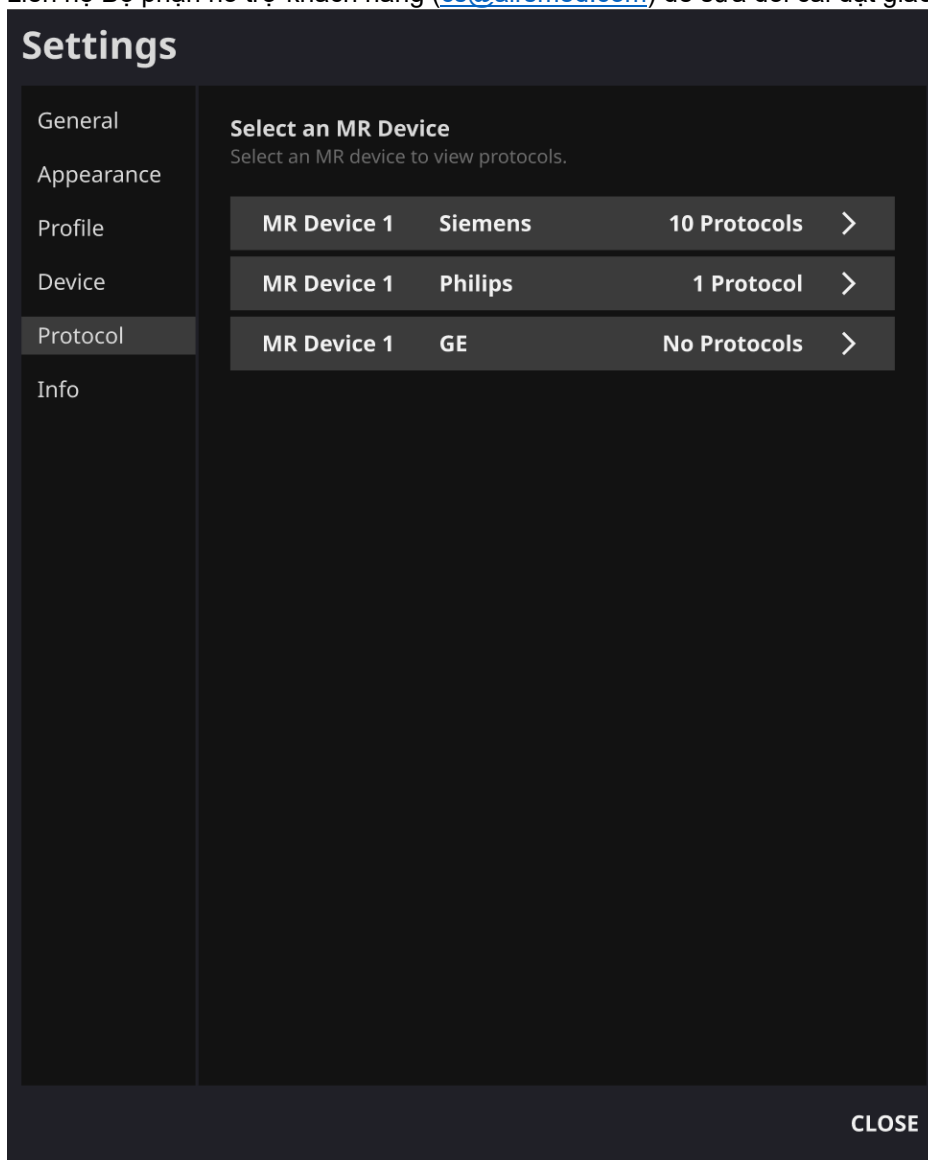 Settings
General
Appearance
Profile
Device
Protocol
Info
Select an MR Device
Select an MR device to view protocols.
MR Device 1 Siemens 10 Protocols
MR Device 1 Philips 1 Protocol
MR Device 1 GE No Protocols
CLOSE